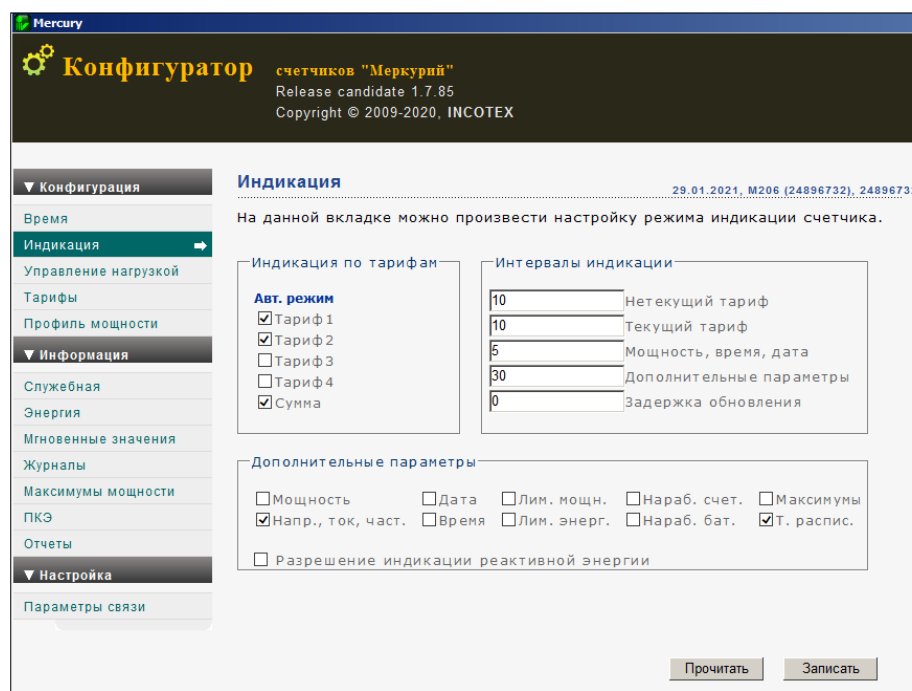 Mercury
Конфигуратор счетчиков "Меркурий"
Release candidate 1.7.85
Copyright © 2009-2020, INCOTEX
▼ Конфигурация
Время
Индикация
Управление нагрузкой
Тарифы
Профиль мощности
▼ Информация
Служебная
Энергия
Мгновенные значения
Журналы
Максимумы мощности
ПКЭ
Отчеты
▼ Настройка
Параметры связи
Индикация
29.01.2021, M206 (24896732), 2489673
На данной вкладке можно произвести настройку режима индикации счетчика.
Индикация по тарифам
Авт. режим
Тариф1
Тариф2
Тариф3
Тариф4
Сумма
Интервалы индикации
10 Нетекущий тариф
10 Текущий тариф
5 Мощность, время, дата
30 Дополнительные параметры
0 Задержка обновления
Дополнительные параметры
Мощность Дата Лим. мощн. Нараб. счет. Максимумы
Напр., ток, част. Время Лим. энерг. Нараб. бат. Т. распис.
Разрешение индикации реактивной энергии
Прочитать Записать